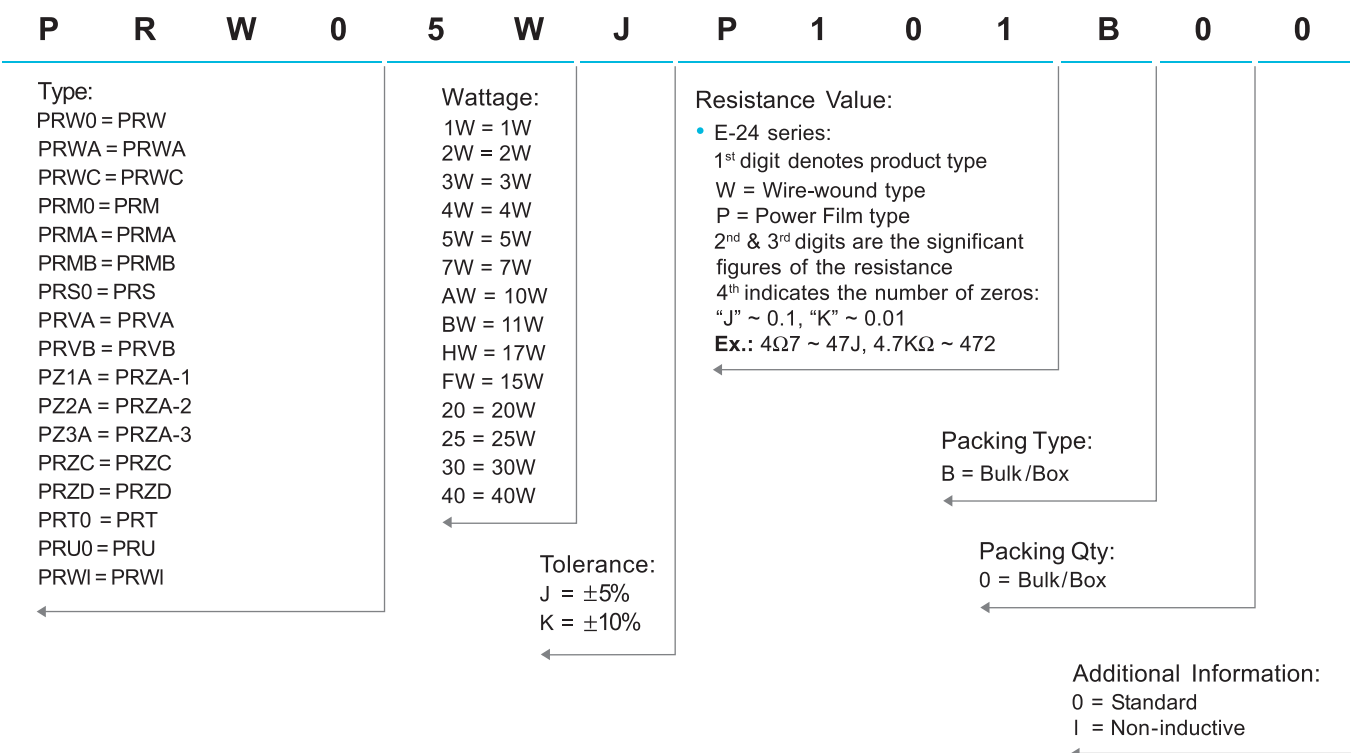 P R W 0 5 W J P 1 0 1 B 0 0
Type:
PRW0 = PRW
PRWA = PRWA
PRWC = PRWC
PRM0 = PRM
PRMA = PRMA
PRMB = PRMB
PRS0 = PRS
PRVA = PRVA
PRVB = PRVB
PZ1A = PRZA-1
PZ2A = PRZA-2
PZ3A = PRZA-3
PRZC = PRZC
PRZD = PRZD
PRT0 = PRT
PRU0 = PRU
PRWI = PRWI
Wattage:
1W = 1W
2W = 2W
3W = 3W
4W = 4W
5W = 5W
7W = 7W
AW = 10W
BW = 11W
HW = 17W
FW = 15W
20 = 20W
25 = 25W
30 = 30W
40 = 40W
Tolerance:
J = ±5%
K = ±10%
Resistance Value:
• E-24 series:
1st digit denotes product type
W = Wire-wound type
P = Power Film type
2nd & 3rd digits are the significant
figures of the resistance
4th indicates the number of zeros:
“J” ~ 0.1, “K” ~ 0.01
Ex.: 4Ω7 ~ 47J, 4.7KΩ ~ 472
Packing Type:
B = Bulk/Box
Packing Qty:
0 = Bulk/Box
Additional Information:
0 = Standard
I = Non-inductive